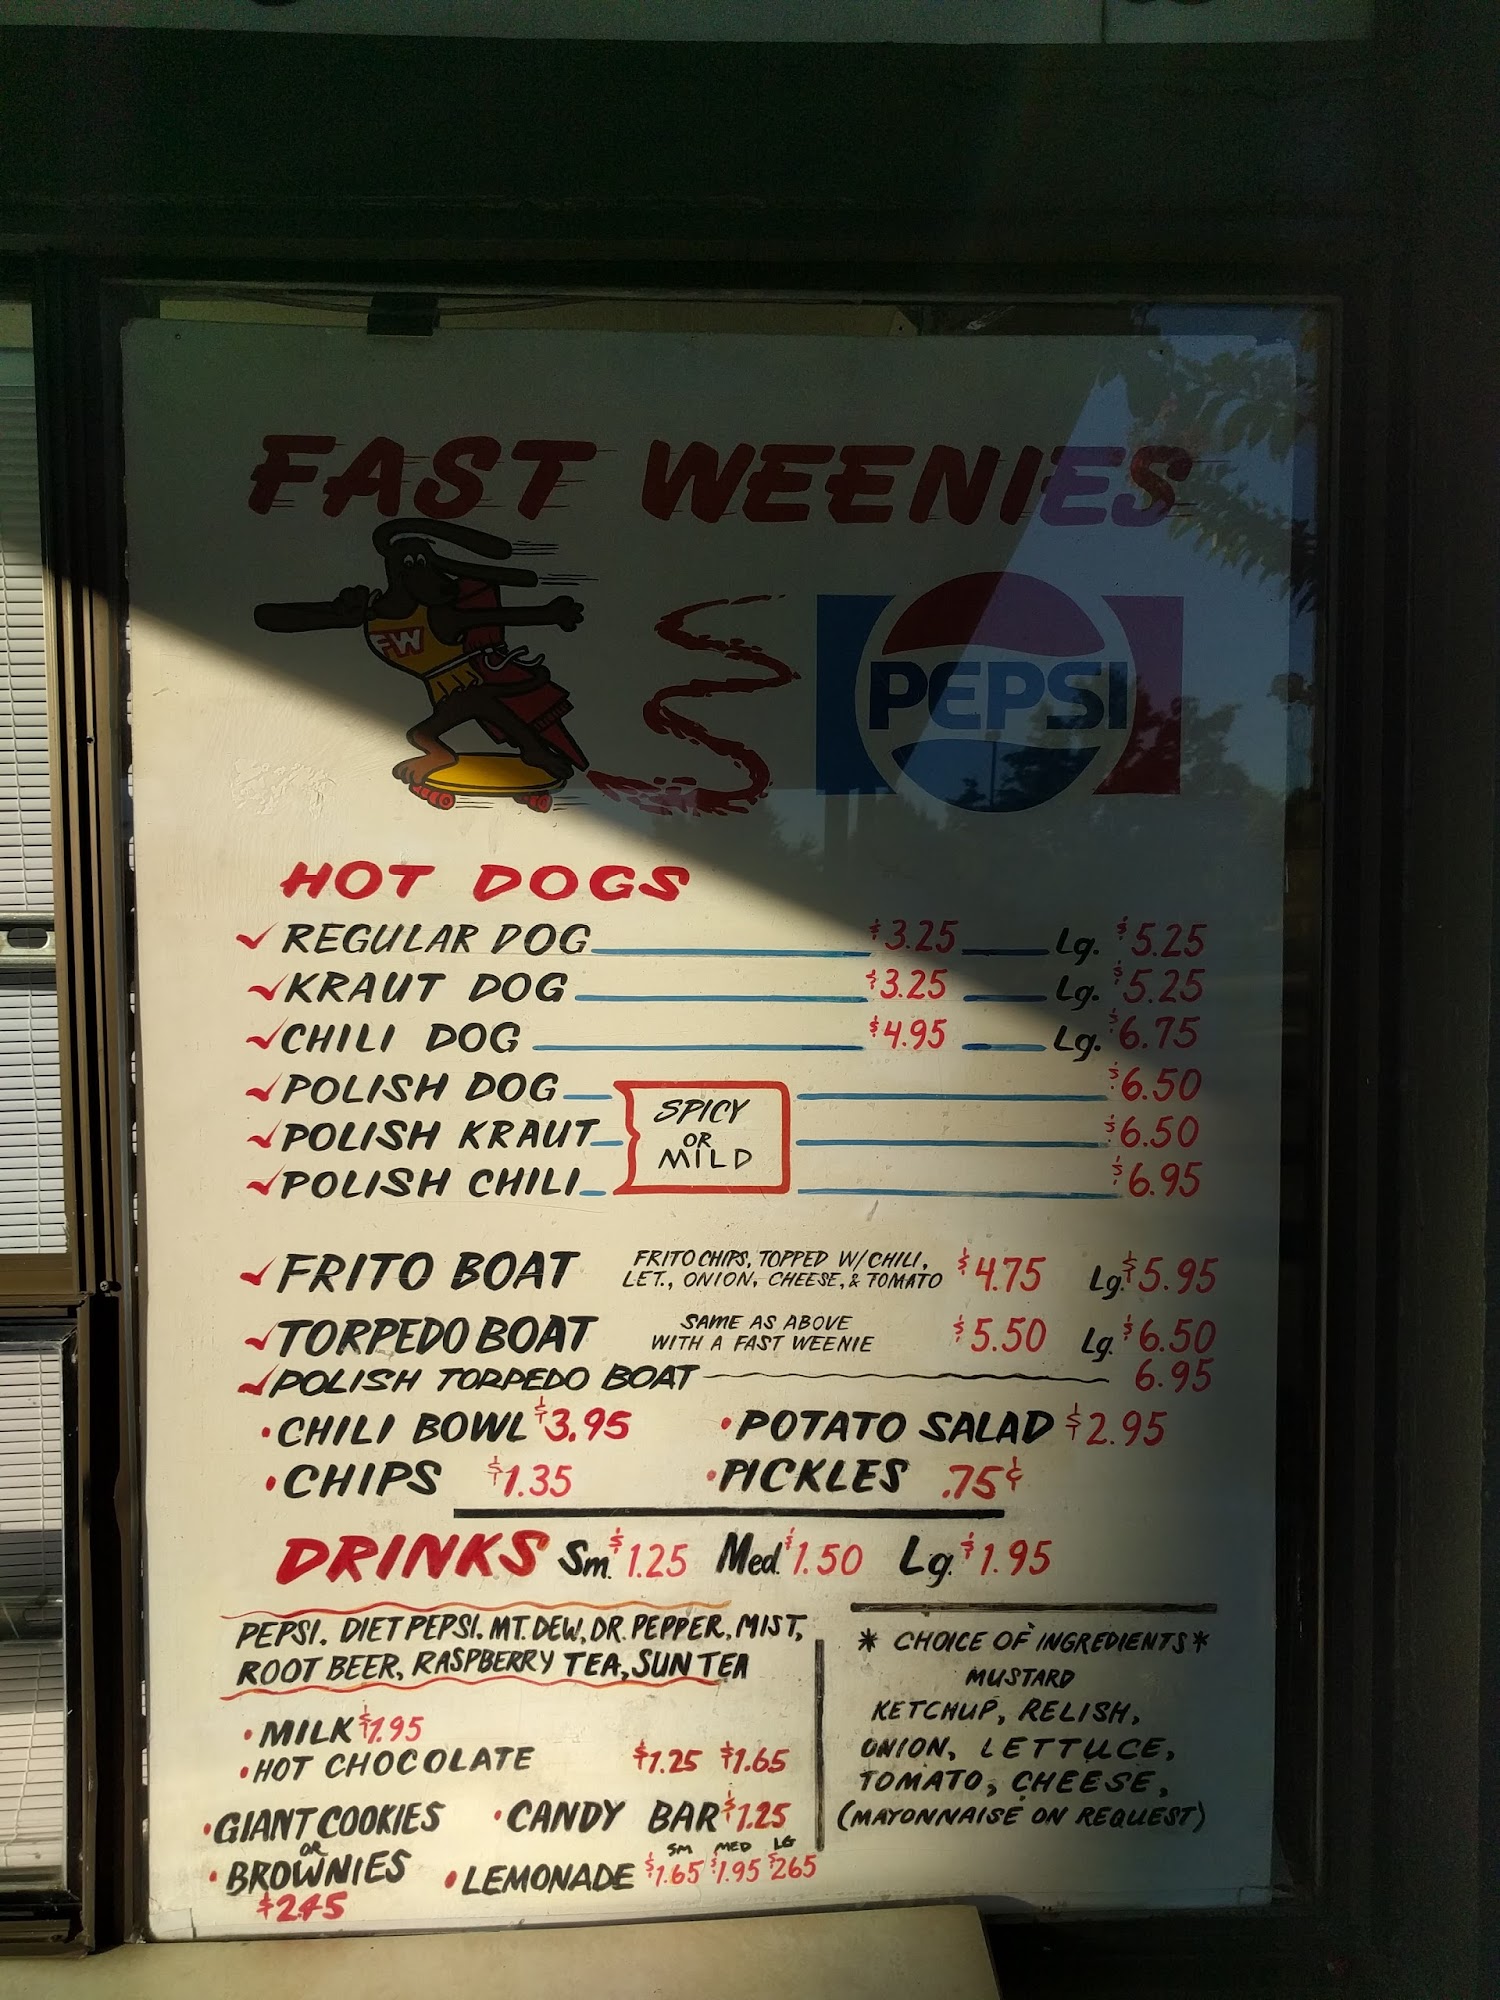 FAST WEENIES
FW
PEPSI
HOT DOGS
REGULAR DOG $3.25 Lg. $5.25
KRAUT DOG $3.25 Lg. $5.25
CHILI DOG $4.95 Lg. $6.75
POLISH DOG $6.50
POLISH KRAUT $6.50
POLISH CHILI $6.95
SPICY
OR
MILD
FRITO BOAT FRITO CHIPS, TOPPED W/CHILI, LET., ONION, CHEESE, & TOMATO $4.75 Lg. $5.95
TORPEDO BOAT SAME AS ABOVE WITH A FAST WEENIE $5.50 Lg. $6.50
POLISH TORPEDO BOAT 6.95
• CHILI BOWL $3.95 • POTATO SALAD $2.95
• CHIPS $1.35 • PICKLES .75¢
DRINKS Sm. $1.25 Med. $1.50 Lg. $1.95
PEPSI. DIET PEPSI. MT. DEW, DR. PEPPER, MIST,
ROOT BEER, RASPBERRY TEA, SUN TEA
• MILK $1.95
• HOT CHOCOLATE $1.25 $1.65
• GIANT COOKIES
OR
• BROWNIES
$2.45
• CANDY BAR $1.25
SM MED LG
• LEMONADE $1.65 $1.95 $265
* CHOICE OF INGREDIENTS *
MUSTARD
KETCHUP, RELISH,
ONION, LETTUCE,
TOMATO, CHEESE,
(MAYONNAISE ON REQUEST)